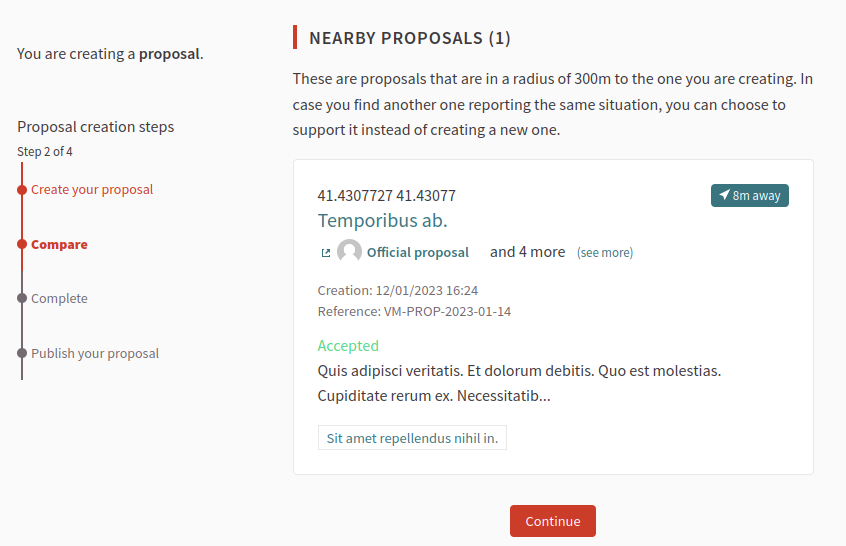 You are creating a proposal.
Proposal creation steps
Step 2 of 4
Create your proposal
Compare
Complete
Publish your proposal
NEARBY PROPOSALS (1)
These are proposals that are in a radius of 300m to the one you are creating. In
case you find another one reporting the same situation, you can choose to
support it instead of creating a new one.
41.4307727 41.43077
8m away
Temporibus ab.
Official proposal and 4 more (see more)
Creation: 12/01/2023 16:24
Reference: VM-PROP-2023-01-14
Accepted
Quis adipisci veritatis. Et dolorum debitis. Quo est molestias.
Cupiditate rerum ex. Necessitatib...
Sit amet repellendus nihil in.
Continue